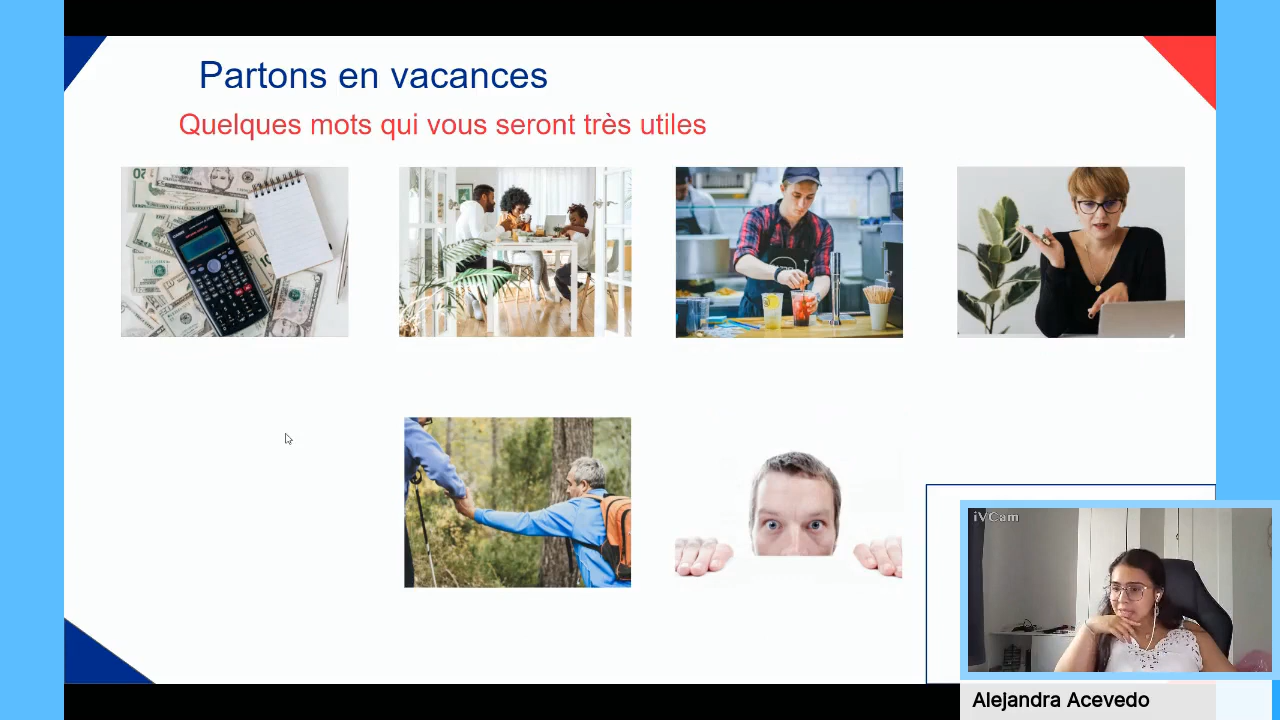 Partons en vacances
Quelques mots qui vous seront très utiles
iVCam
Alejandra Acevedo